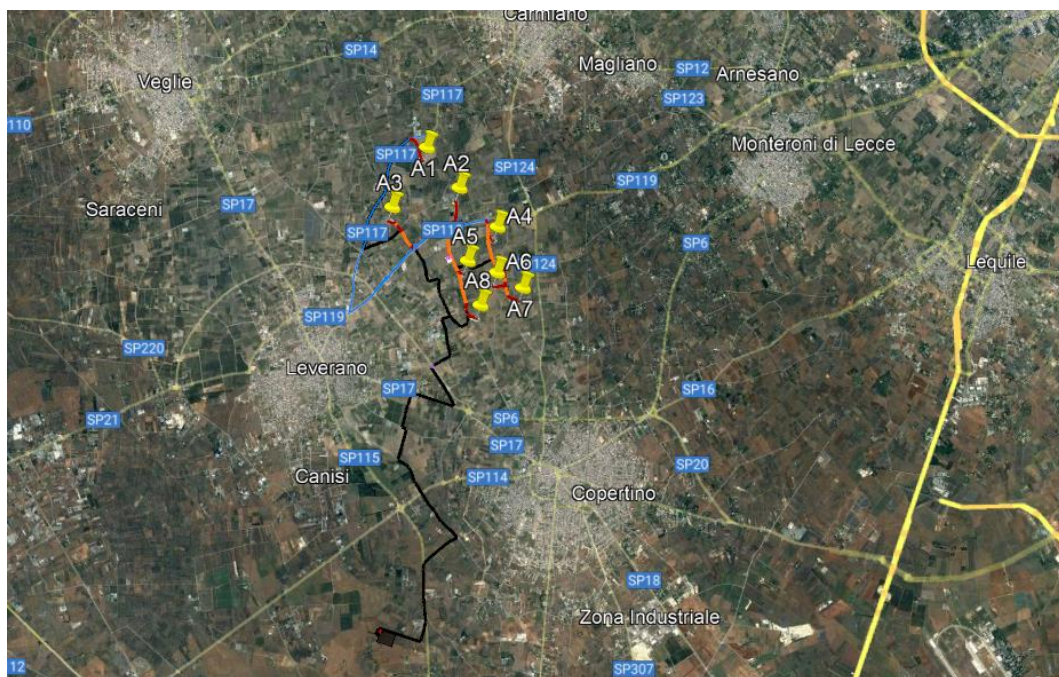 Carmiano
SP14
Magliano
SP12
Arnesano
Veglie
SP117
SP123
110
SP117
A1
SP124
Monteroni di Lecce
A2
SP119
A3
Saraceni
SP17
A4
SP117
A5
SP6
A6
Lequile
A8
A7
SP119
SP220
Leverano
SP17
SP16
SP21
SP6
SP17
SP115
SP20
Canisi
SP114
Copertino
SP18
Zona Industriale
12
SP307